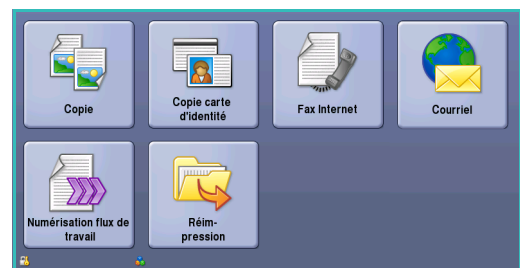 Copie
Copie carte
d'identité
Fax Internet
Courriel
Numérisation flux de
travail
Réim-
pression